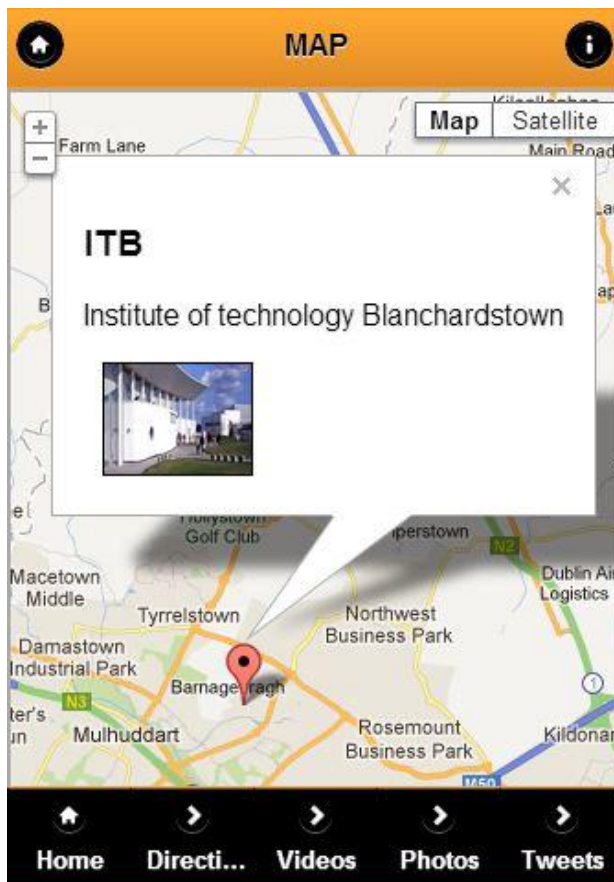 MAP
Map
Satellite
Farm Lane
Main Road
ITB
Institute of technology Blanchardstown
Golf Club
N2
Macetown
Middle
Dublin Air
Logistics
Tyrrelstown
Northwest
Business Park
Damastown
Industrial Park
N3
1
Mulhuddart
Rosemount
Business Park
Kildonan
M50
Home
Directi...
Videos
Photos
Tweets